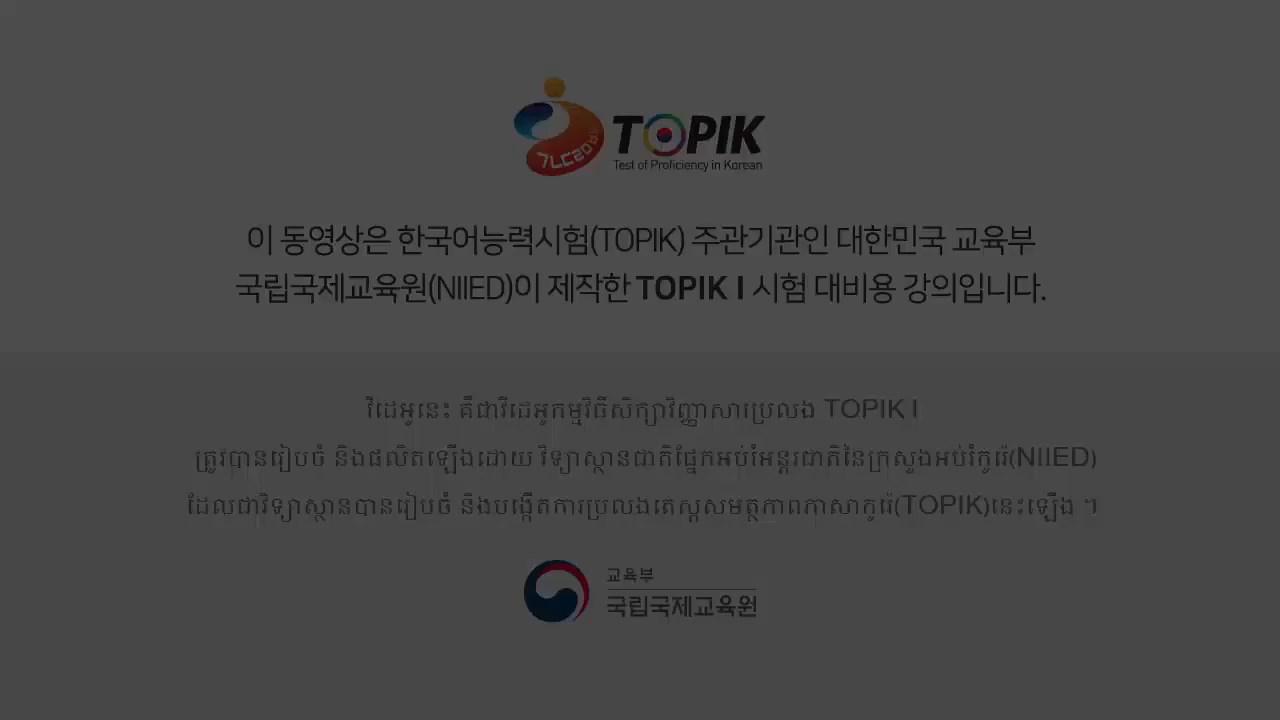 ㄱㄴㄷㄹㅁ
TOPIK
Test of Proficiency in Korean
이 동영상은 한국어능력시험(TOPIK) 주관기관인 대한민국 교육부
국립국제교육원(NIIED)이 제작한 TOPIK I 시험 대비용 강의입니다.
វីដេអូនេះ គឺជាវីដេអូកម្មវិធីសិក្សាវិញ្ញាសាប្រលង TOPIK I
ត្រូវបានរៀបចំ និងផលិតឡើងដោយ វិទ្យាស្ថានជាតិផ្នែកអប់រំអន្តរជាតិនៃក្រសួងអប់រំកូរ៉េ(NIIED)
ដែលជាវិទ្យាស្ថានបានរៀបចំ និងបង្កើតការប្រលងតេស្តសមត្ថភាពភាសាកូរ៉េ(TOPIK)នេះឡើង ។
교육부
국립국제교육원